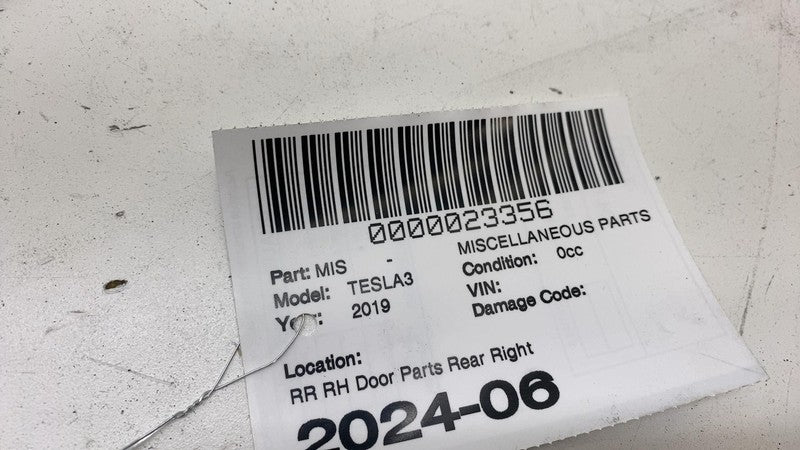 0000023356
Part: MIS - MISCELLANEOUS PARTS
Model: TESLA3 Condition: 0cc
Year: 2019 VIN:
Damage Code:
Location:
RR RH Door Parts Rear Right
2024-06